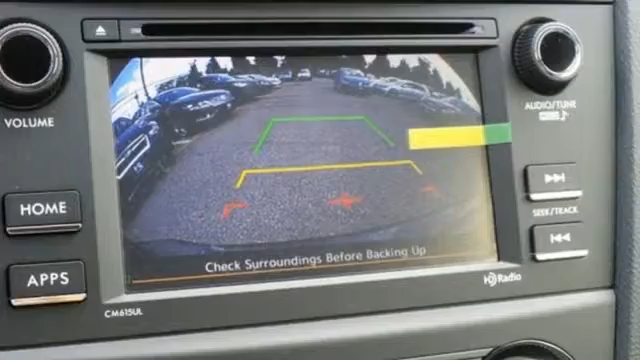 VOLUME
AUDIO/TUNE
HOME
SEEK/TRACK
APPS
Check Surroundings Before Backing Up
HD Radio
CM615UL